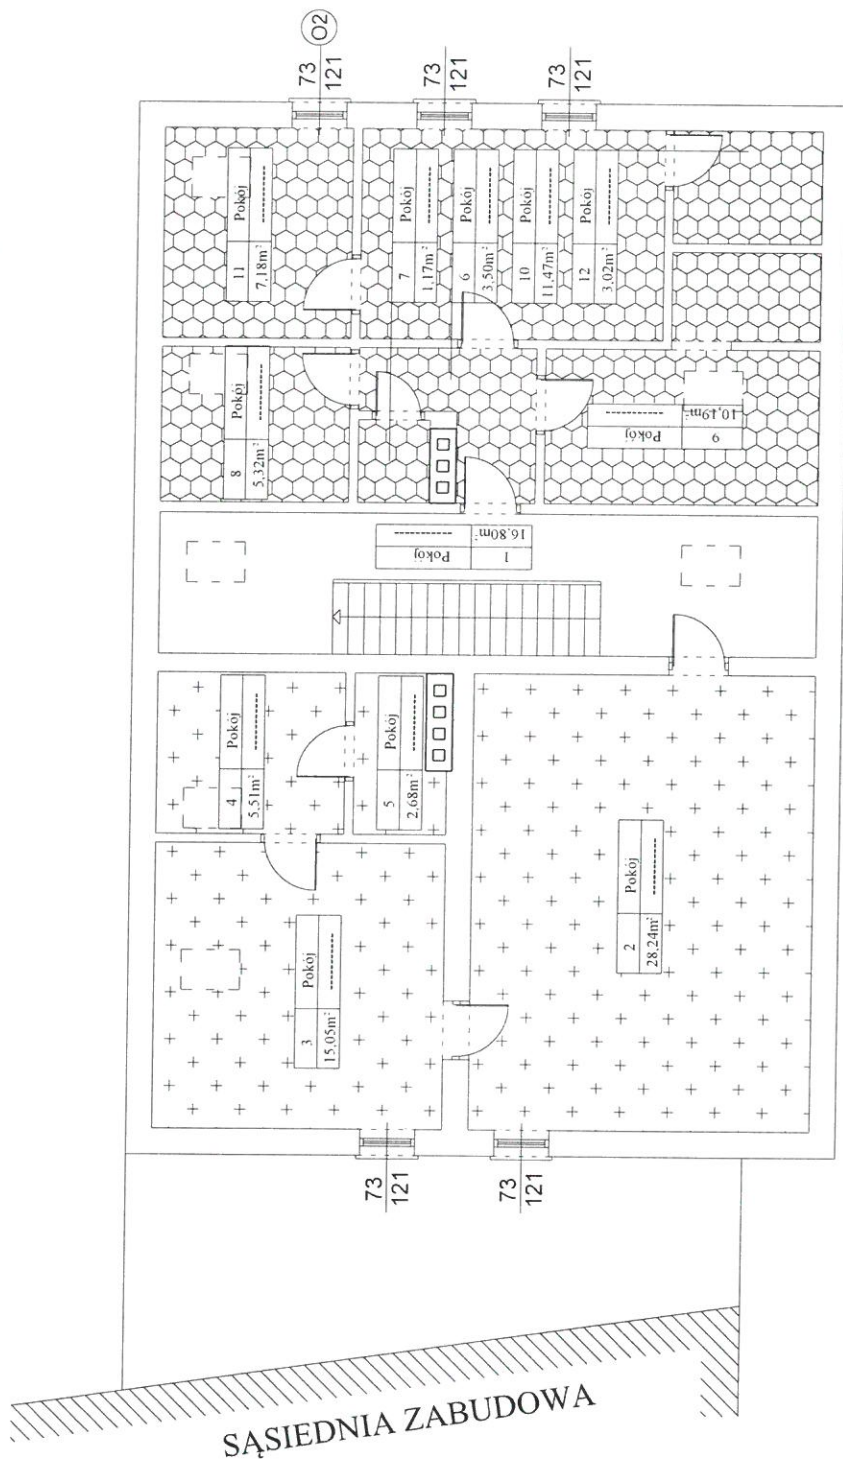 O2
73
121
73
121
73
121
11 Pokój
7,18m²
7 Pokój
1,17m²
6 Pokój
3,50m²
10 Pokój
11,47m²
12 Pokój
3,02m²
8 Pokój
5,32m²
9 Pokój
10,19m²
1 Pokój
16,80m²
4 Pokój
5,51m²
5 Pokój
2,68m²
3 Pokój
15,05m²
2 Pokój
28,24m²
73
121
73
121
SĄSIEDNIA ZABUDOWA